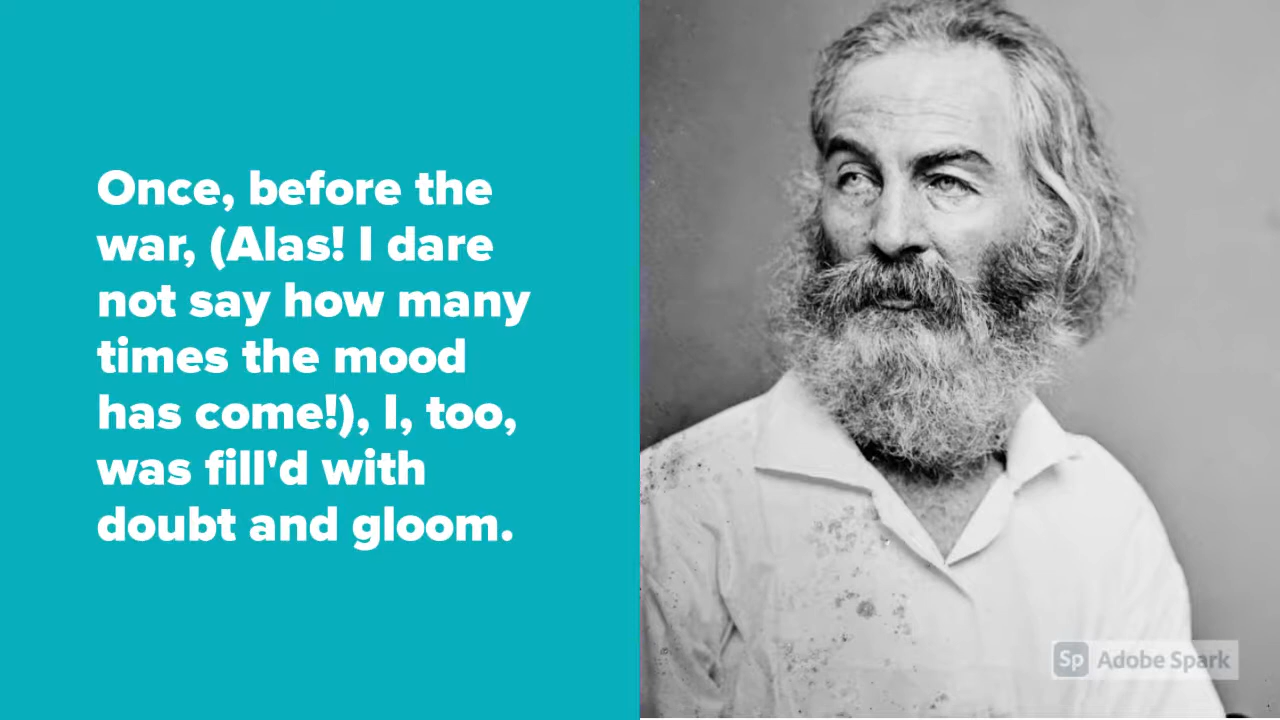 Once, before the
war, (Alas! I dare
not say how many
times the mood
has come!), I, too,
was fill'd with
doubt and gloom.
Sp Adobe Spark